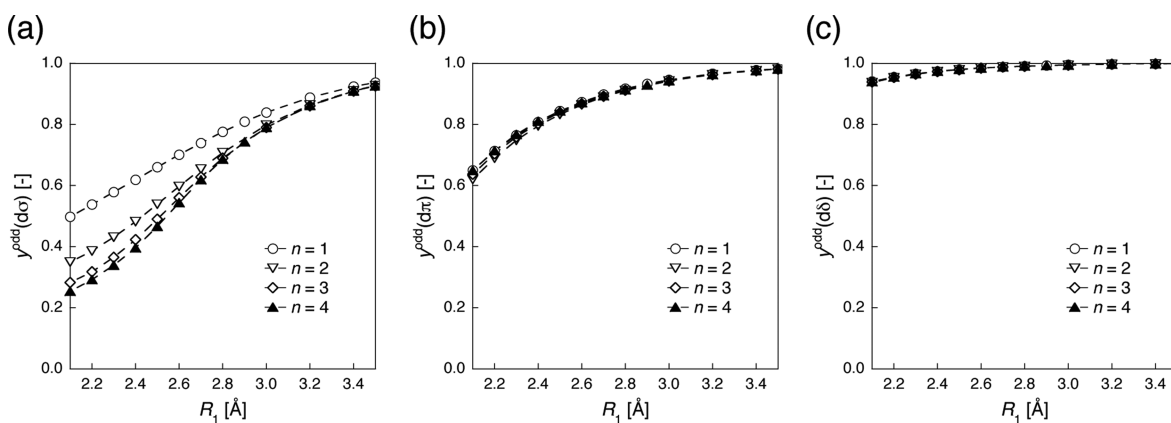 (a)
1.0
0.8
0.6
0.4
0.2
0.0
y^odd(dσ) [-]
n = 1
n = 2
n = 3
n = 4
2.2 2.4 2.6 2.8 3.0 3.2 3.4
R₁ [Å]
(b)
1.0
0.8
0.6
0.4
0.2
0.0
y^odd(dπ) [-]
n = 1
n = 2
n = 3
n = 4
2.2 2.4 2.6 2.8 3.0 3.2 3.4
R₁ [Å]
(c)
1.0
0.8
0.6
0.4
0.2
0.0
y^odd(dδ) [-]
n = 1
n = 2
n = 3
n = 4
2.2 2.4 2.6 2.8 3.0 3.2 3.4
R₁ [Å]